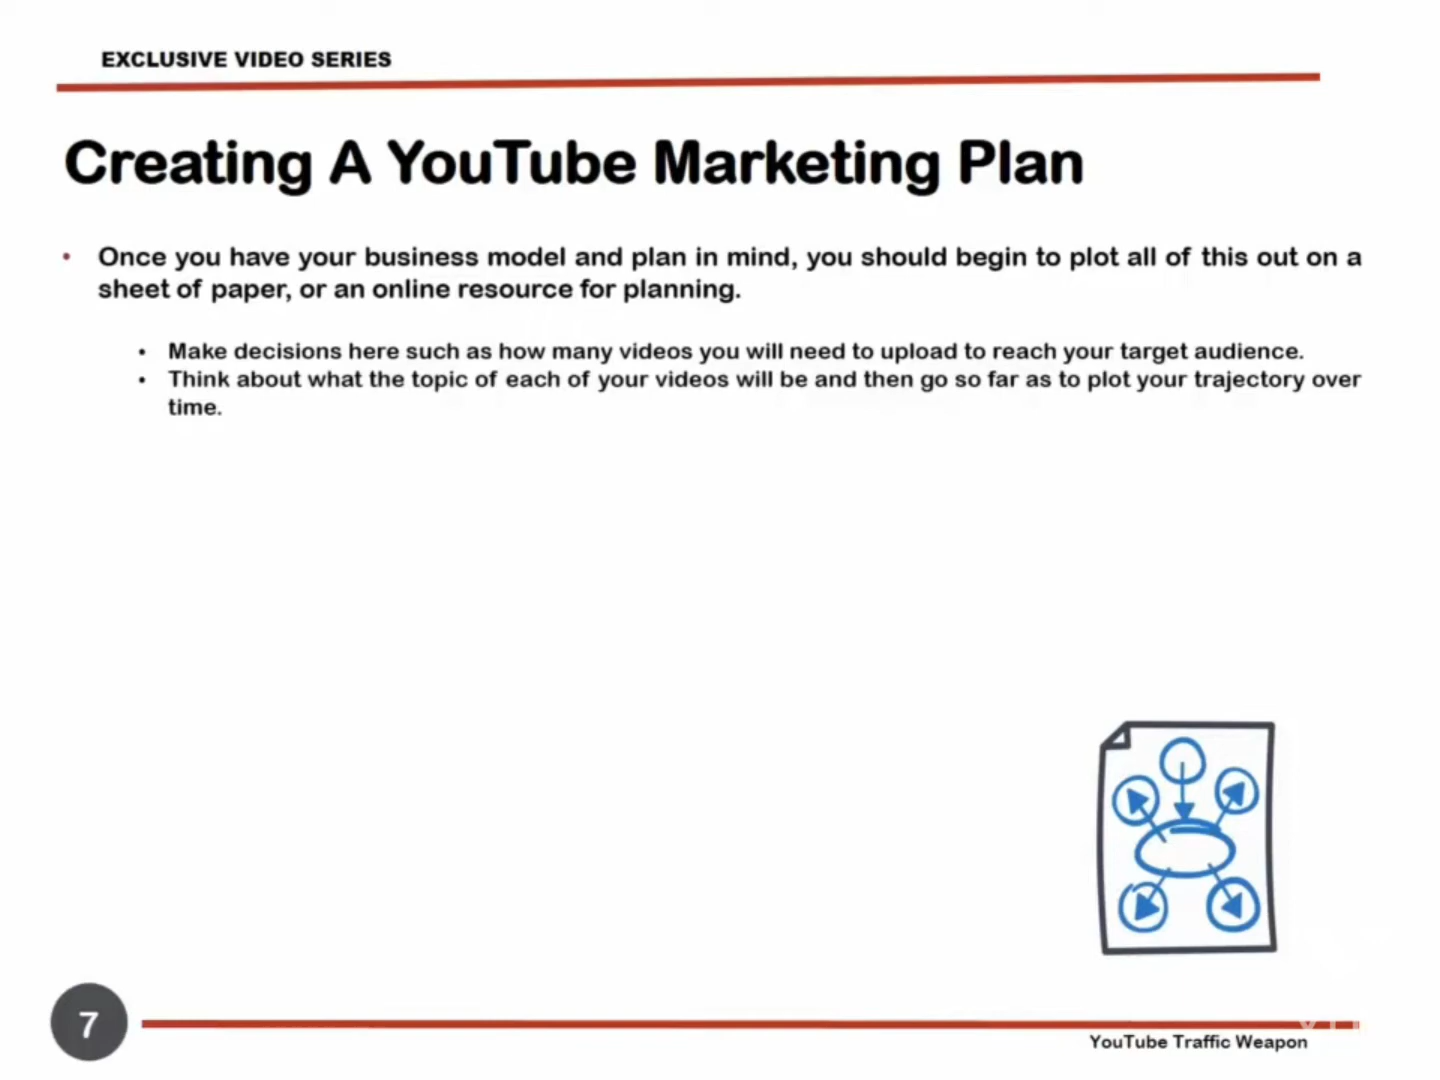 EXCLUSIVE VIDEO SERIES
Creating A YouTube Marketing Plan
• Once you have your business model and plan in mind, you should begin to plot all of this out on a
sheet of paper, or an online resource for planning.
• Make decisions here such as how many videos you will need to upload to reach your target audience.
• Think about what the topic of each of your videos will be and then go so far as to plot your trajectory over
time.
7
YouTube Traffic Weapon